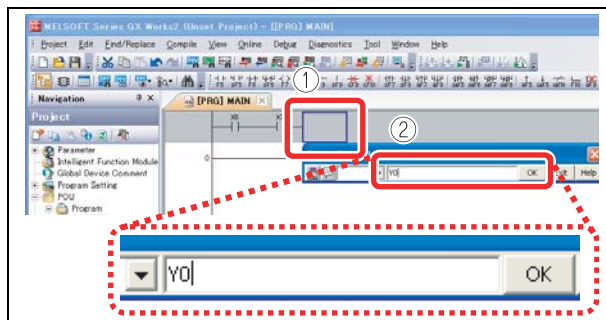 MELSOFT Series GX Works2 (Unset Project) - [[PRG] MAIN]
Project Edit Find/Replace Compile View Online Debug Diagnostics Tool Window Help
①
Navigation
[PRG] MAIN
Project
X5
②
Parameter
Intelligent Function Module
Global Device Comment
Program Setting
POU
Program
0
Y0
OK
Help
Y0
OK